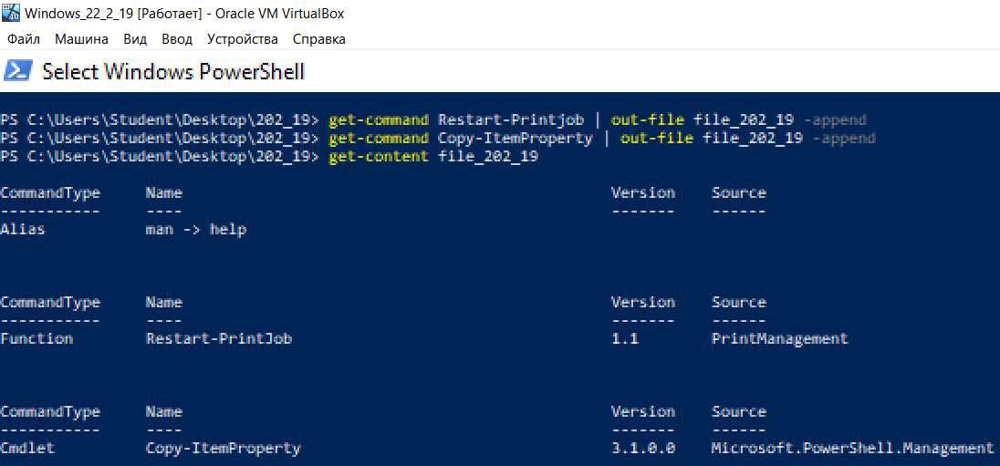 Windows_22_2_19 [Работает] - Oracle VM VirtualBox
Файл Машина Вид Ввод Устройства Справка
Select Windows PowerShell
PS C:\Users\Student\Desktop\202_19> get-command Restart-Printjob | out-file file_202_19 -append
PS C:\Users\Student\Desktop\202_19> get-command Copy-ItemProperty | out-file file_202_19 -append
PS C:\Users\Student\Desktop\202_19> get-content file_202_19
CommandType Name Version Source
----------- ---- ------- ------
Alias man -> help
CommandType Name Version Source
----------- ---- ------- ------
Function Restart-PrintJob 1.1 PrintManagement
CommandType Name Version Source
----------- ---- ------- ------
Cmdlet Copy-ItemProperty 3.1.0.0 Microsoft.PowerShell.Management